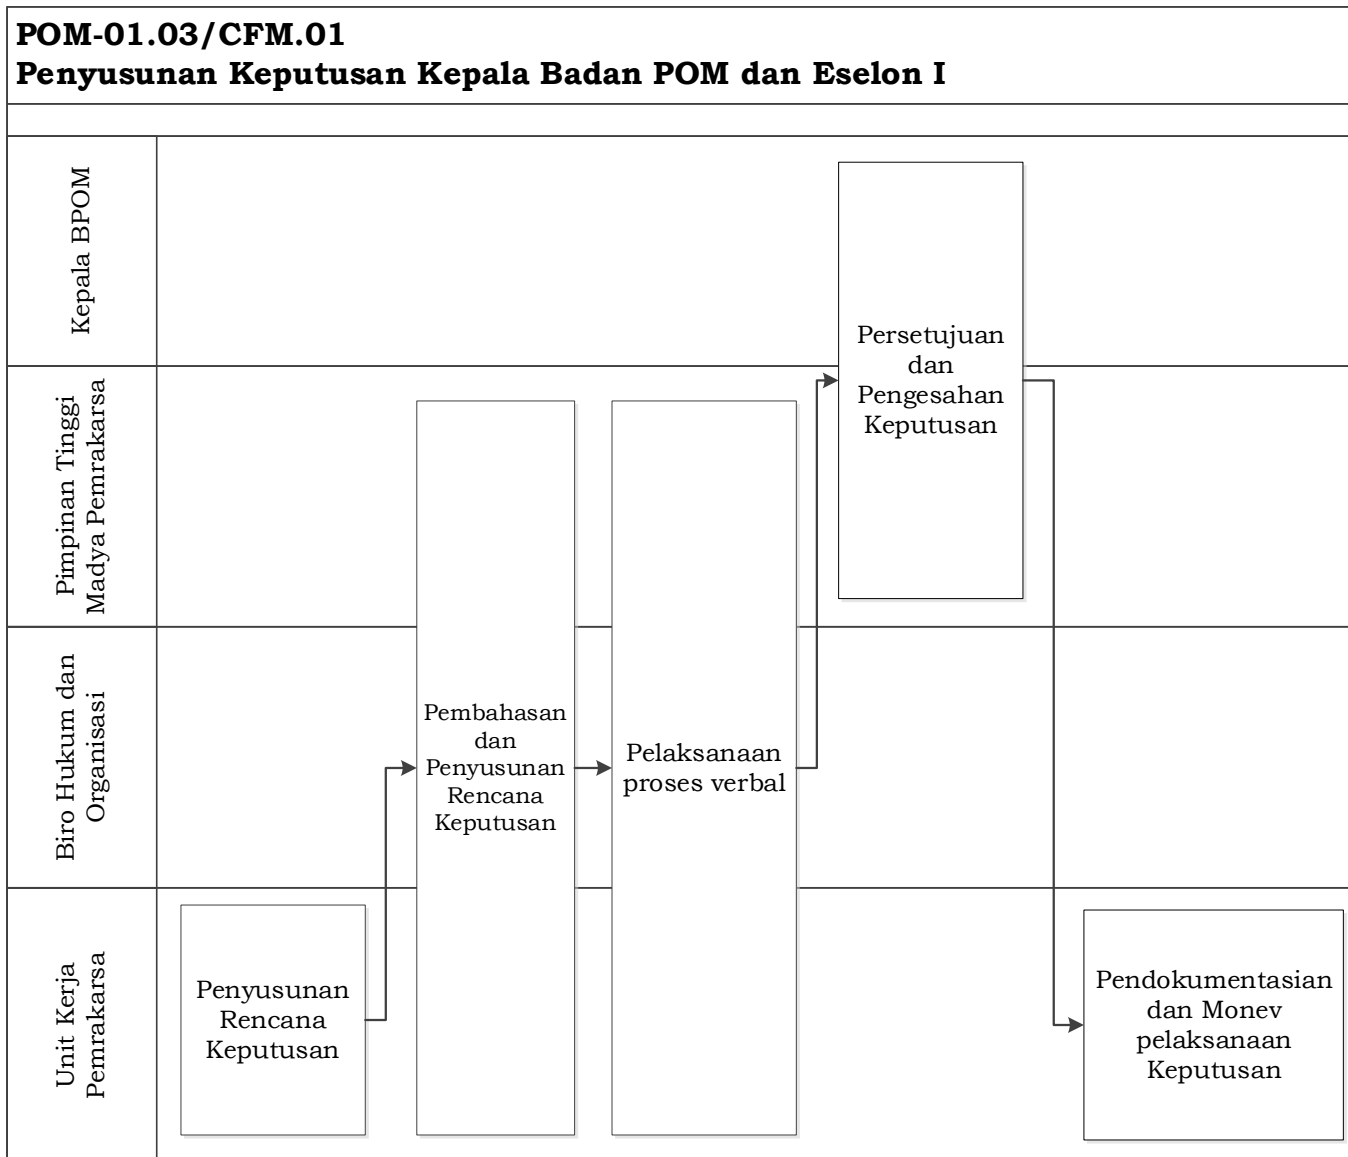 POM-01.03/CFM.01
Penyusunan Keputusan Kepala Badan POM dan Eselon I
Kepala BPOM
Pimpinan Tinggi
Madya Pemrakarsa
Biro Hukum dan
Organisasi
Unit Kerja
Pemrakarsa
Penyusunan
Rencana
Keputusan
Pembahasan
dan
Penyusunan
Rencana
Keputusan
Pelaksanaan
proses verbal
Persetujuan
dan
Pengesahan
Keputusan
Pendokumentasian
dan Monev
pelaksanaan
Keputusan